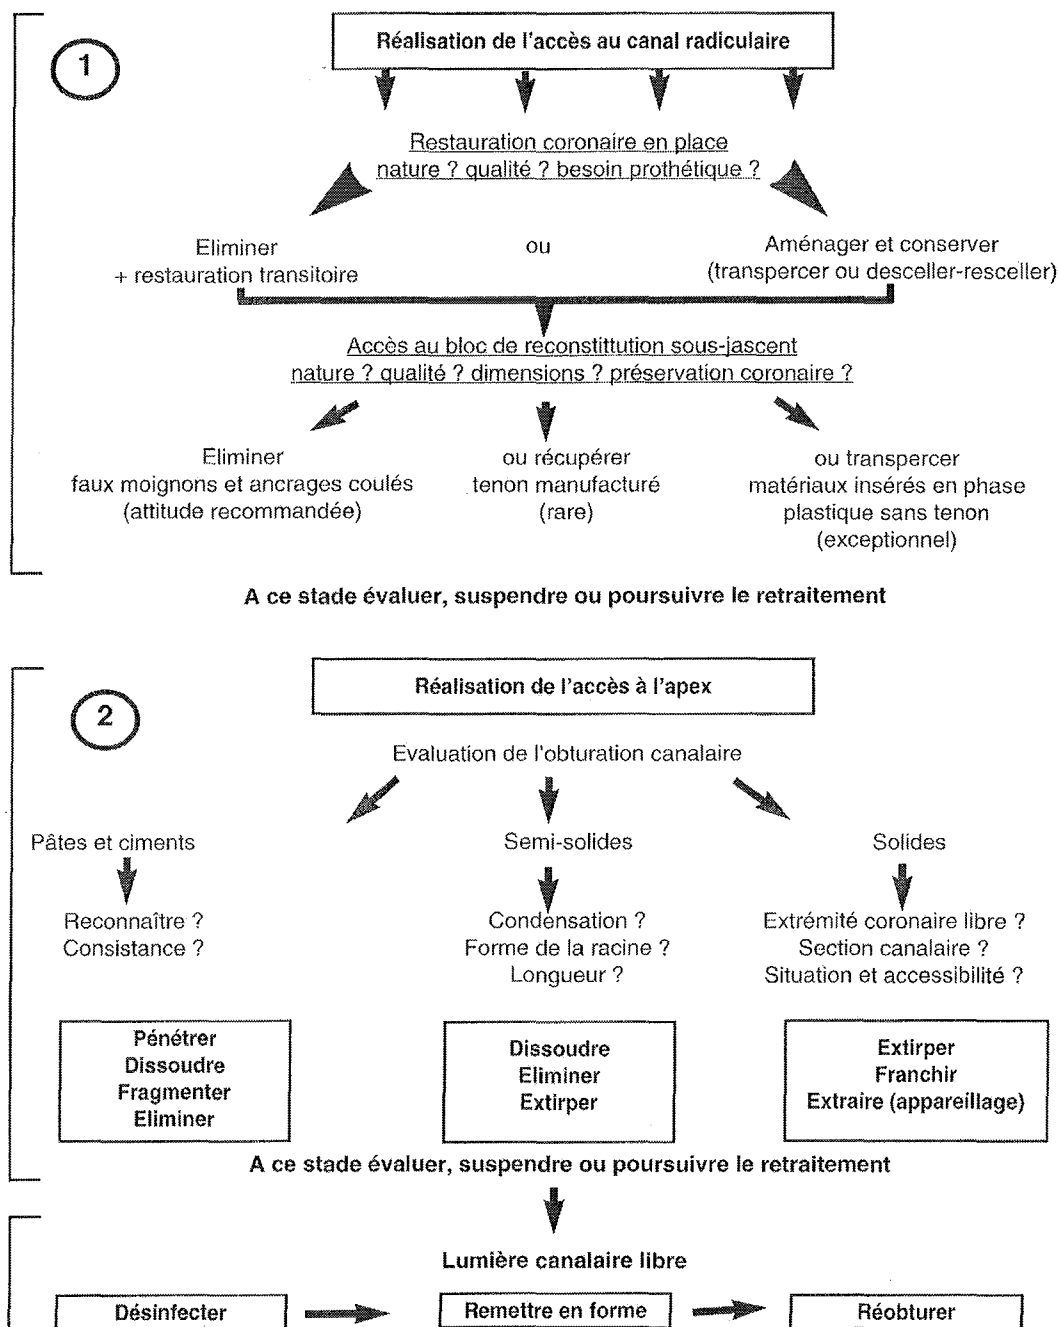 Réalisation de l'accès au canal radiculaire
1
Restauration coronaire en place
nature ? qualité ? besoin prothétique ?
Eliminer
+ restauration transitoire
ou
Aménager et conserver
(transpercer ou desceller-resceller)
Accès au bloc de reconstittution sous-jascent
nature ? qualité ? dimensions ? préservation coronaire ?
Eliminer
faux moignons et ancrages coulés
(attitude recommandée)
ou récupérer
tenon manufacturé
(rare)
ou transpercer
matériaux insérés en phase
plastique sans tenon
(exceptionnel)
A ce stade évaluer, suspendre ou poursuivre le retraitement
Réalisation de l'accès à l'apex
2
Evaluation de l'obturation canalaire
Pâtes et ciments
Semi-solides
Solides
Reconnaître ?
Consistance ?
Condensation ?
Forme de la racine ?
Longueur ?
Extrémité coronaire libre ?
Section canalaire ?
Situation et accessibilité ?
Pénétrer
Dissoudre
Fragmenter
Eliminer
Dissoudre
Eliminer
Extirper
Extirper
Franchir
Extraire (appareillage)
A ce stade évaluer, suspendre ou poursuivre le retraitement
Lumière canalaire libre
Désinfecter
Remettre en forme
Réobturer